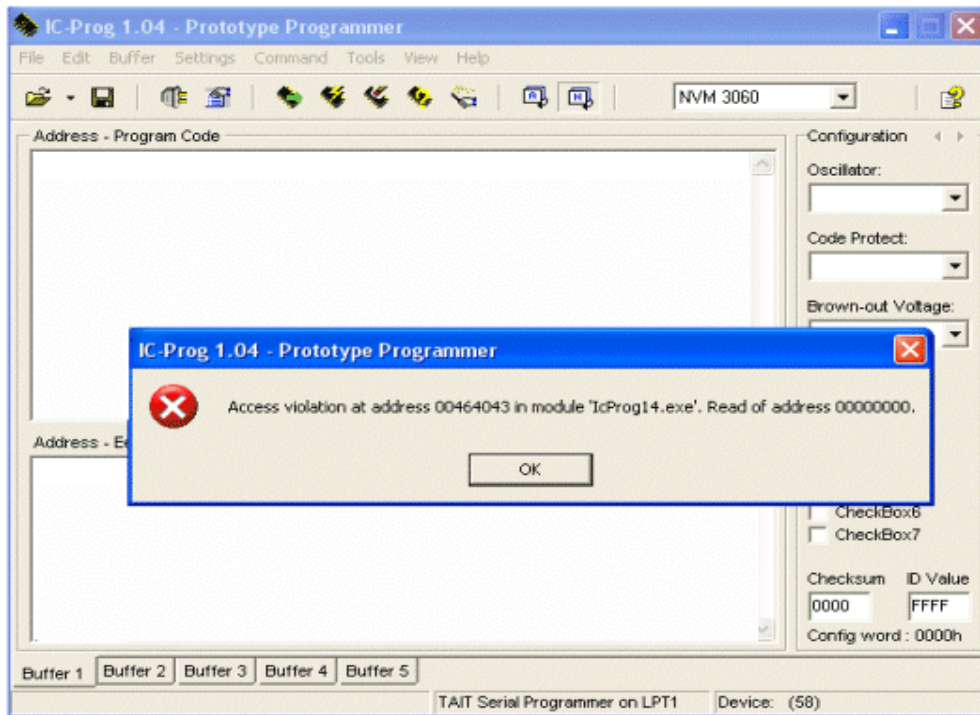 IC-Prog 1.04 - Prototype Programmer
File Edit Buffer Settings Command Tools View Help
NVM 3060
Address - Program Code
Configuration
Oscillator:
Code Protect:
Brown-out Voltage:
IC-Prog 1.04 - Prototype Programmer
Access violation at address 00464043 in module 'IcProg14.exe'. Read of address 00000000.
OK
Address -
CheckBox6
CheckBox7
Checksum ID Value
0000 FFFF
Config word : 0000h
Buffer 1 Buffer 2 Buffer 3 Buffer 4 Buffer 5
TAIT Serial Programmer on LPT1 Device: (58)